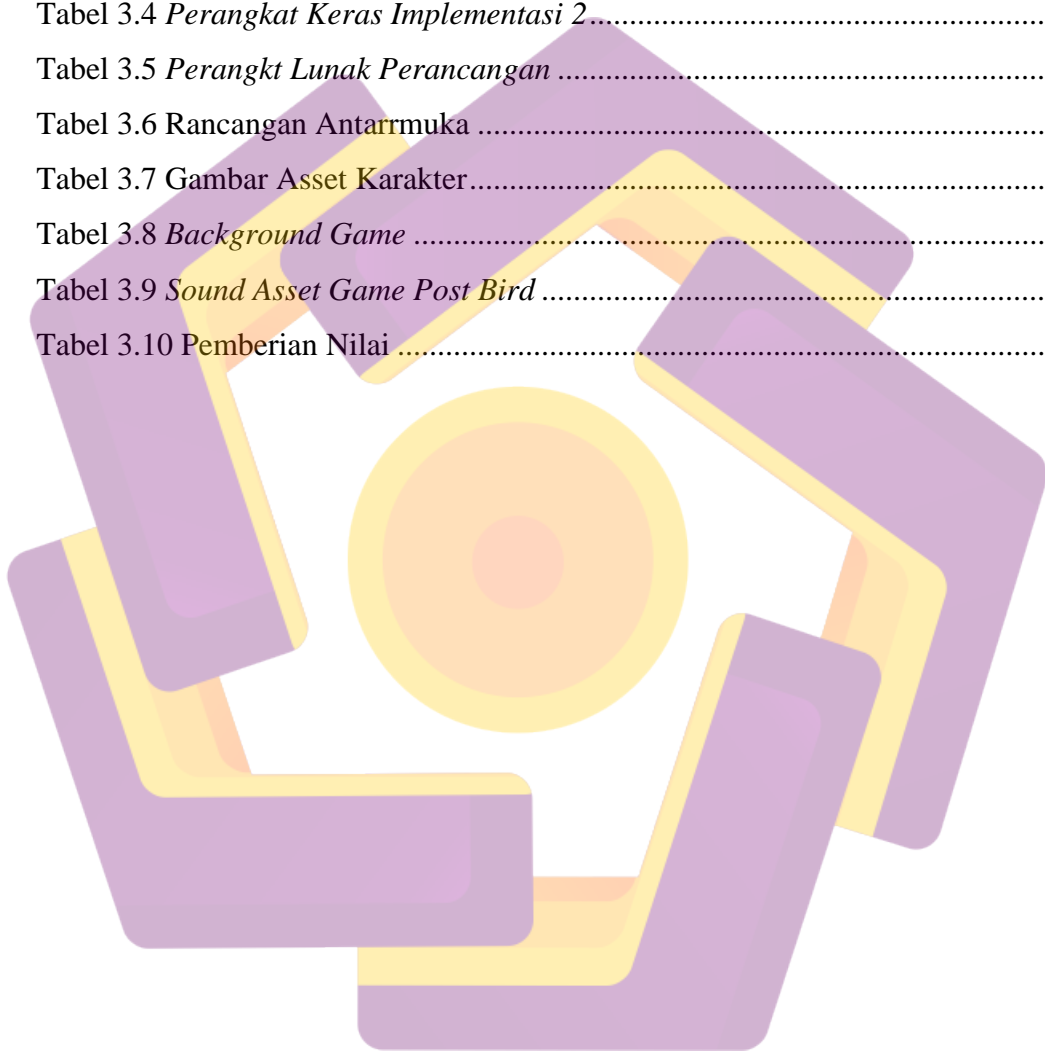 Tabel 3.4 Perangkat Keras Implementasi 2................................................................
Tabel 3.5 Perangkt Lunak Perancangan ................................................................
Tabel 3.6 Rancangan Antarrmuka ................................................................
Tabel 3.7 Gambar Asset Karakter................................................................
Tabel 3.8 Background Game ................................................................
Tabel 3.9 Sound Asset Game Post Bird ................................................................
Tabel 3.10 Pemberian Nilai ................................................................